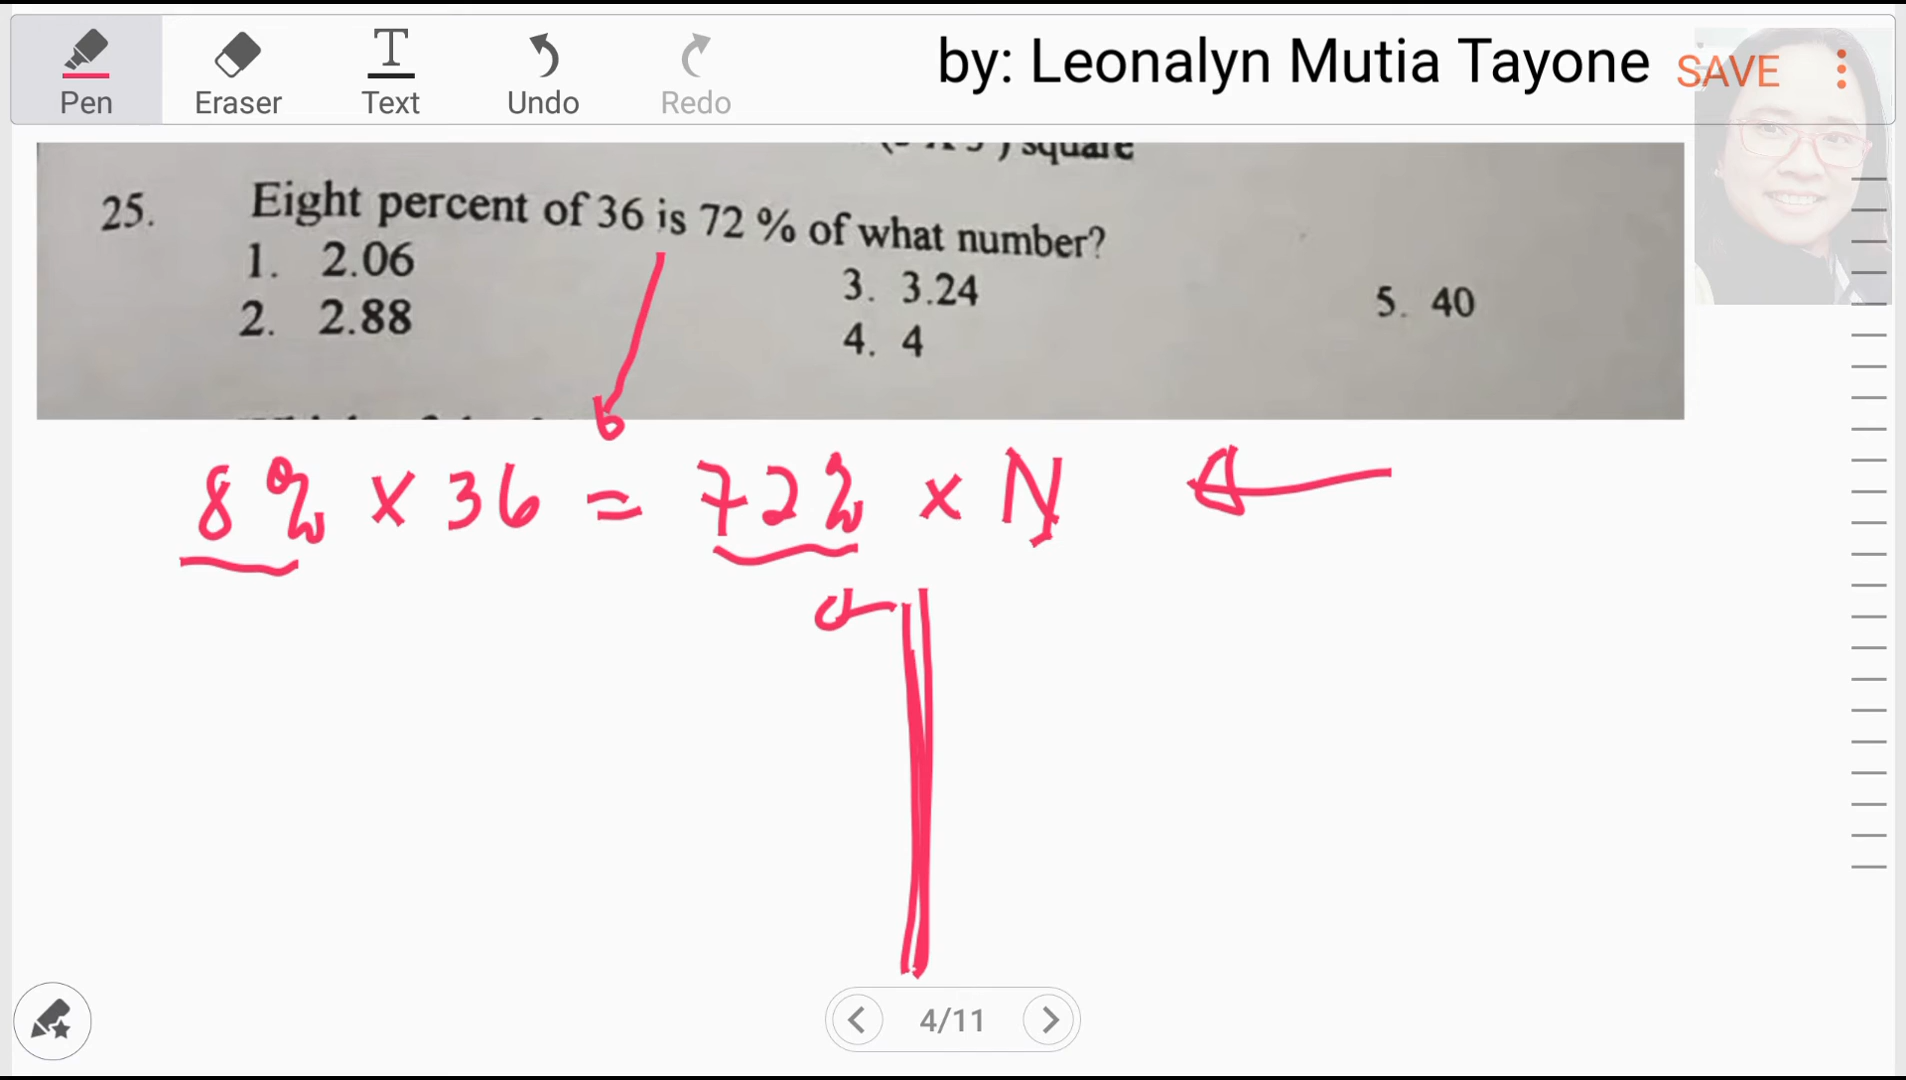 by: Leonalyn Mutia Tayone
SAVE
Pen
Eraser
Text
Undo
Redo
square
25. Eight percent of 36 is 72 % of what number?
1. 2.06
2. 2.88
3. 3.24
4. 4
5. 40
8% x 36 = 72% x N
4/11